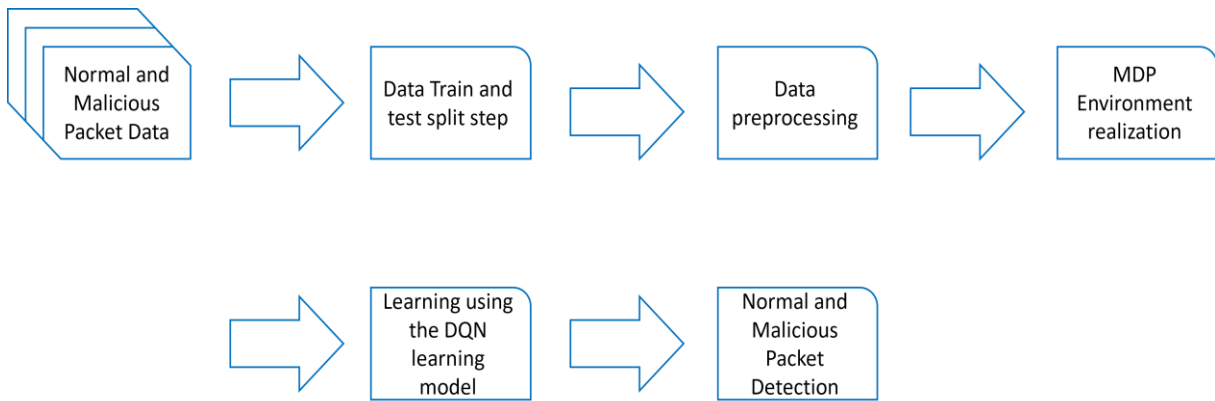 Normal and
Malicious
Packet Data
Data Train and
test split step
Data
preprocessing
MDP
Environment
realization
Learning using
the DQN
learning
model
Normal and
Malicious
Packet
Detection